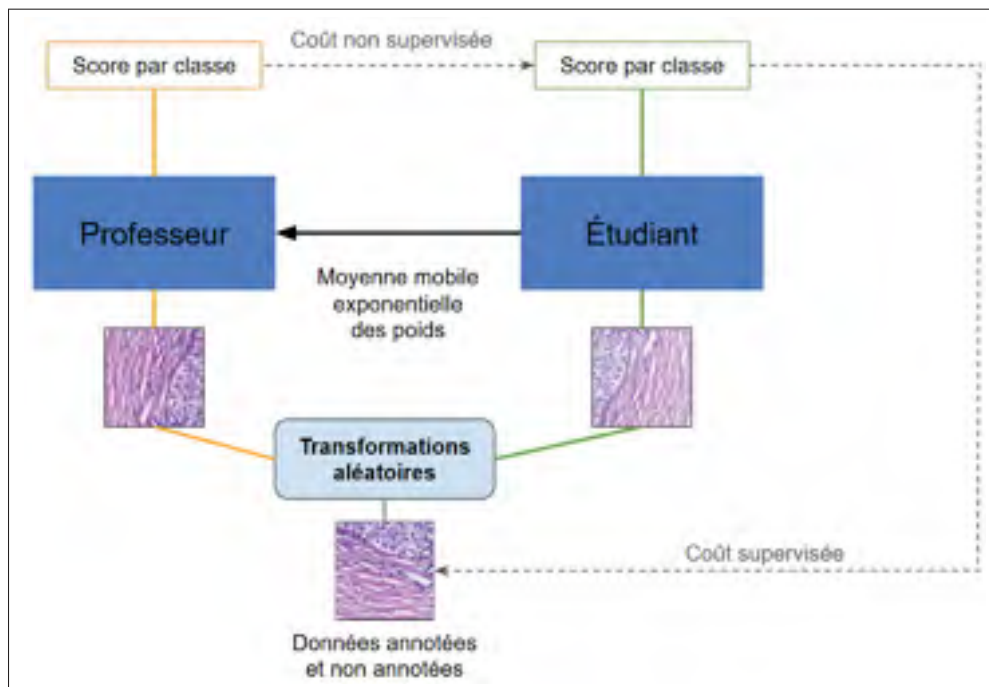 Coût non supervisée
Score par classe
Score par classe
Professeur
Étudiant
Moyenne mobile
exponentielle
des poids
Transformations
aléatoires
Coût supervisée
Données annotées
et non annotées